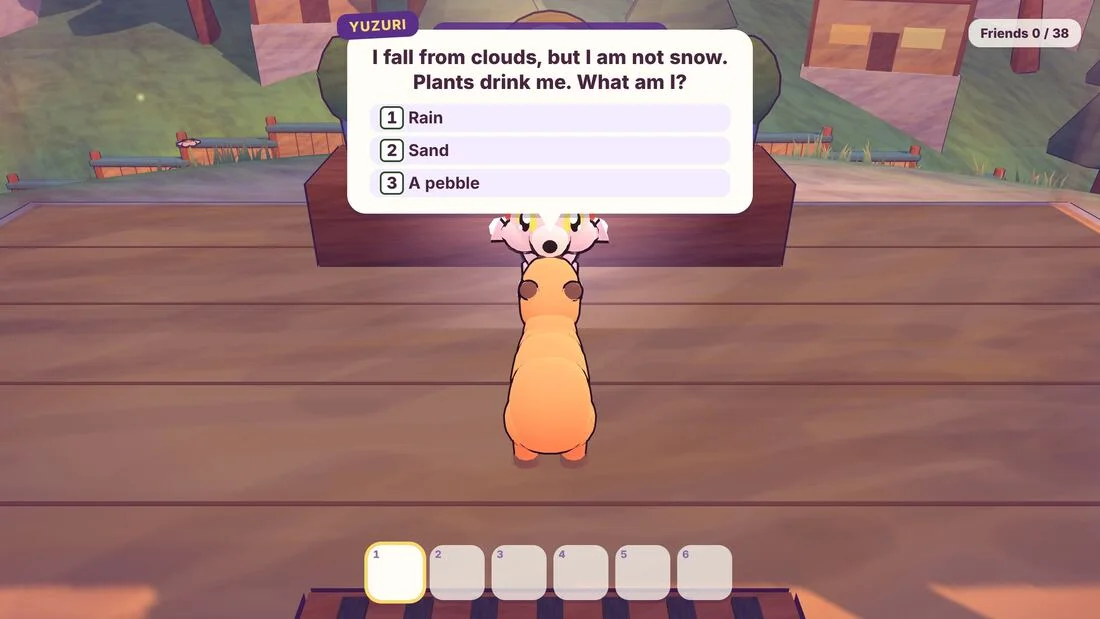 YUZURI
Friends 0 / 38
I fall from clouds, but I am not snow.
Plants drink me. What am I?
1 Rain
2 Sand
3 A pebble
1 2 3 4 5 6